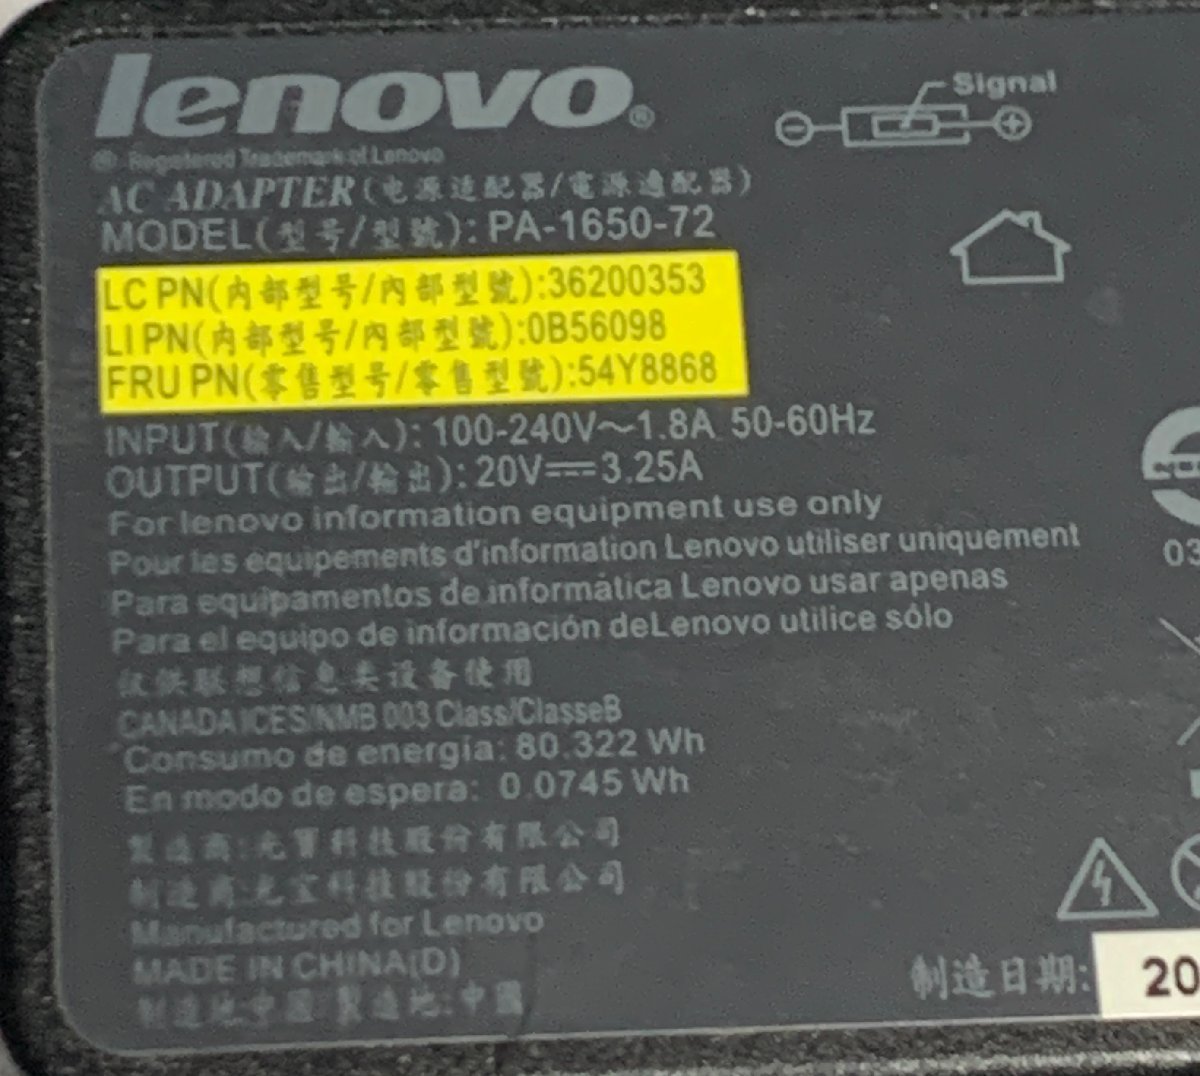 lenovo®
Signal
® Registered Trademark of Lenovo
AC ADAPTER(电源适配器/電源適配器)
MODEL(型号/型號): PA-1650-72
LC PN(内部型号/內部型號):36200353
LI PN(内部型号/內部型號):0B56098
FRU PN(零售型号/零售型號):54Y8868
INPUT(输入/輸入): 100-240V～1.8A 50-60Hz
OUTPUT(输出/輸出): 20V⎓3.25A
For lenovo information equipment use only
Pour les equipements d'information Lenovo utiliser uniquement
Para equipamentos de informática Lenovo usar apenas
Para el equipo de información deLenovo utilice sólo
仅供联想信息类设备使用
CANADA ICES/NMB 003 Class/ClasseB
Consumo de energía: 80.322 Wh
En modo de espera: 0.0745 Wh
製造商:光寶科技股份有限公司
制造商:光宝科技股份有限公司
Manufactured for Lenovo
MADE IN CHINA(D)
制造地:中國 製造地:中國
制造日期:
20
03